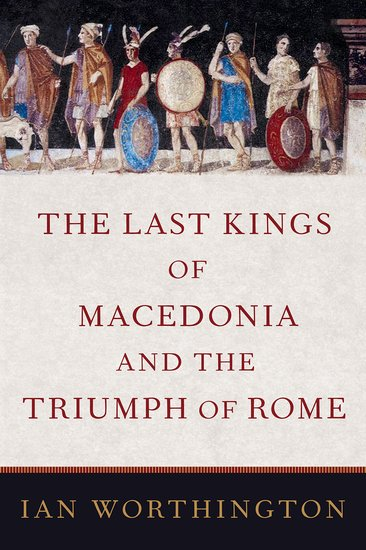 THE LAST KINGS
OF
MACEDONIA
AND THE
TRIUMPH OF ROME
IAN WORTHINGTON